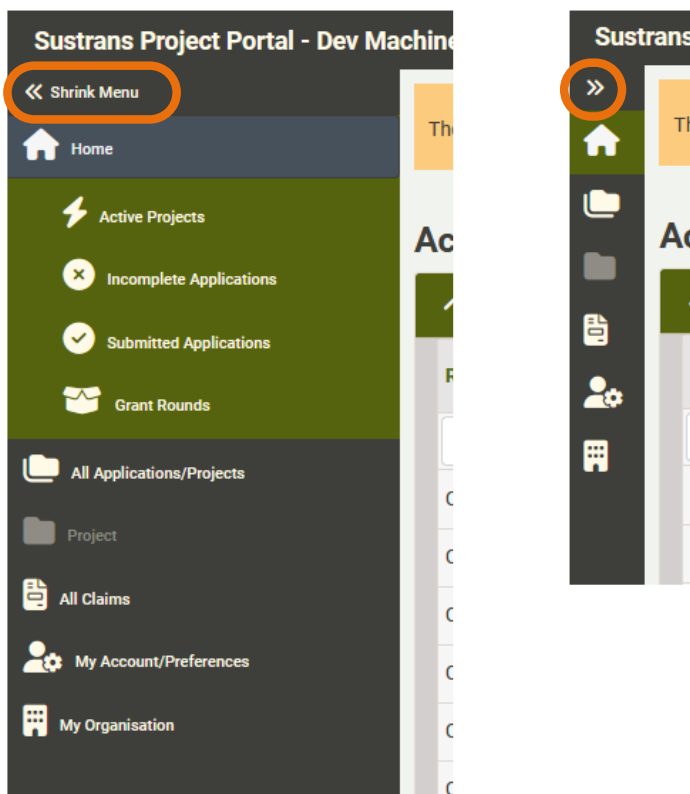 Sustrans Project Portal - Dev Machine
Shrink Menu
Home
Active Projects
Incomplete Applications
Submitted Applications
Grant Rounds
All Applications/Projects
Project
All Claims
My Account/Preferences
My Organisation
The
Ac
Sustrans
Th
Ac